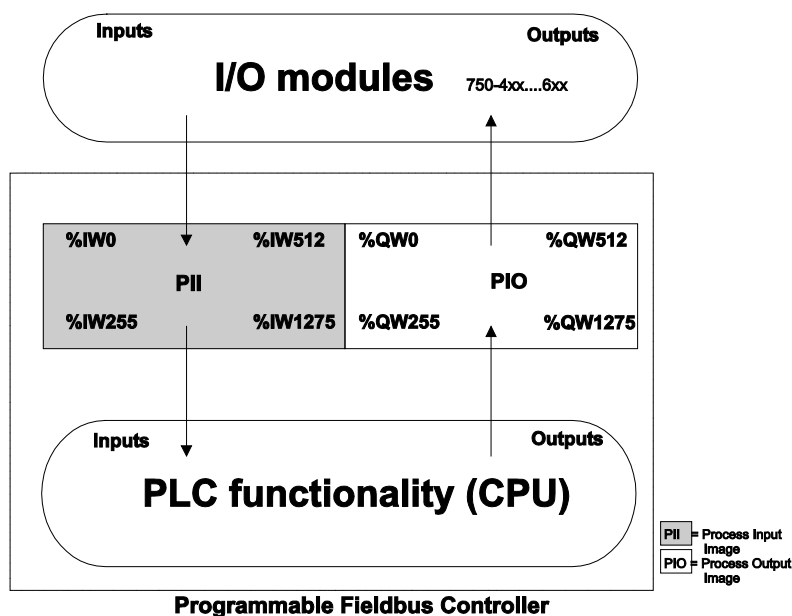 Inputs
Outputs
I/O modules 750-4xx....6xx
%IW0 %IW512 %QW0 %QW512
PII PIO
%IW255 %IW1275 %QW255 %QW1275
Inputs
Outputs
PLC functionality (CPU)
PII = Process Input
Image
PIO = Process Output
Image
Programmable Fieldbus Controller